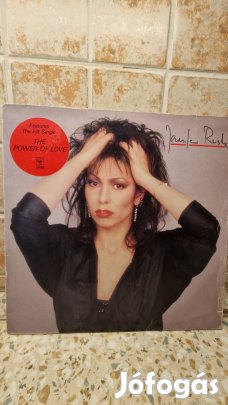 Features
The Hit Single
THE
POWER OF LOVE
Jennifer Rush
Jófogás